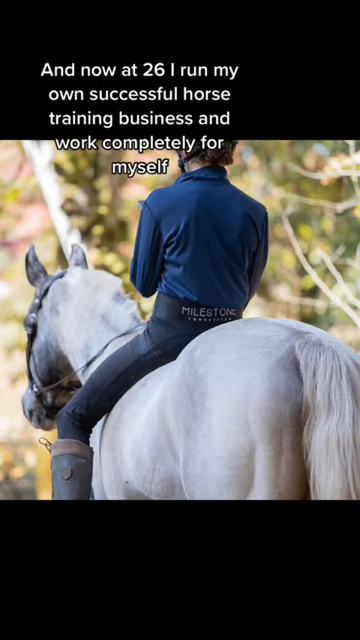 And now at 26 I run my
own successful horse
training business and
work completely for
myself
MILESTONE